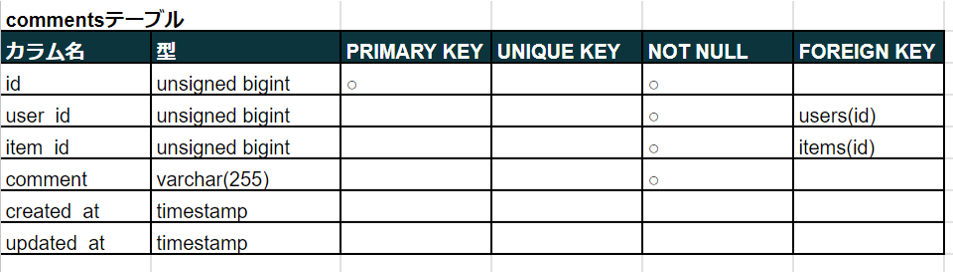 commentsテーブル
カラム名 型 PRIMARY KEY UNIQUE KEY NOT NULL FOREIGN KEY
id unsigned bigint ○ ○
user_id unsigned bigint ○ users(id)
item_id unsigned bigint ○ items(id)
comment varchar(255) ○
created_at timestamp
updated_at timestamp